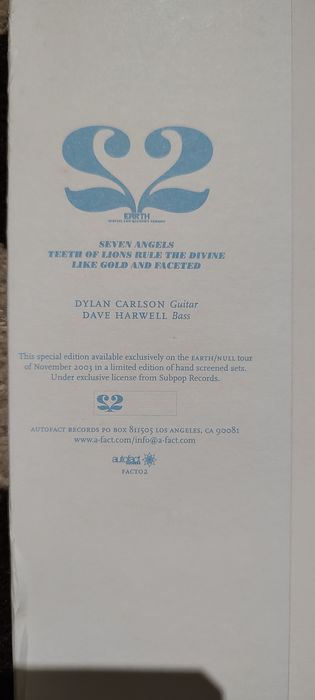 22
EARTH
SEVEN ANGELS
TEETH OF LIONS RULE THE DIVINE
LIKE GOLD AND FACETED
DYLAN CARLSON Guitar
DAVE HARWELL Bass
This special edition available exclusively on the EARTH/NULL tour
of November 2003 in a limited edition of hand screened sets.
Under exclusive license from Subpop Records.
22
AUTOFACT RECORDS PO BOX 811505 LOS ANGELES, CA 90081
www.a-fact.com/info@a-fact.com
autofact
FACT02